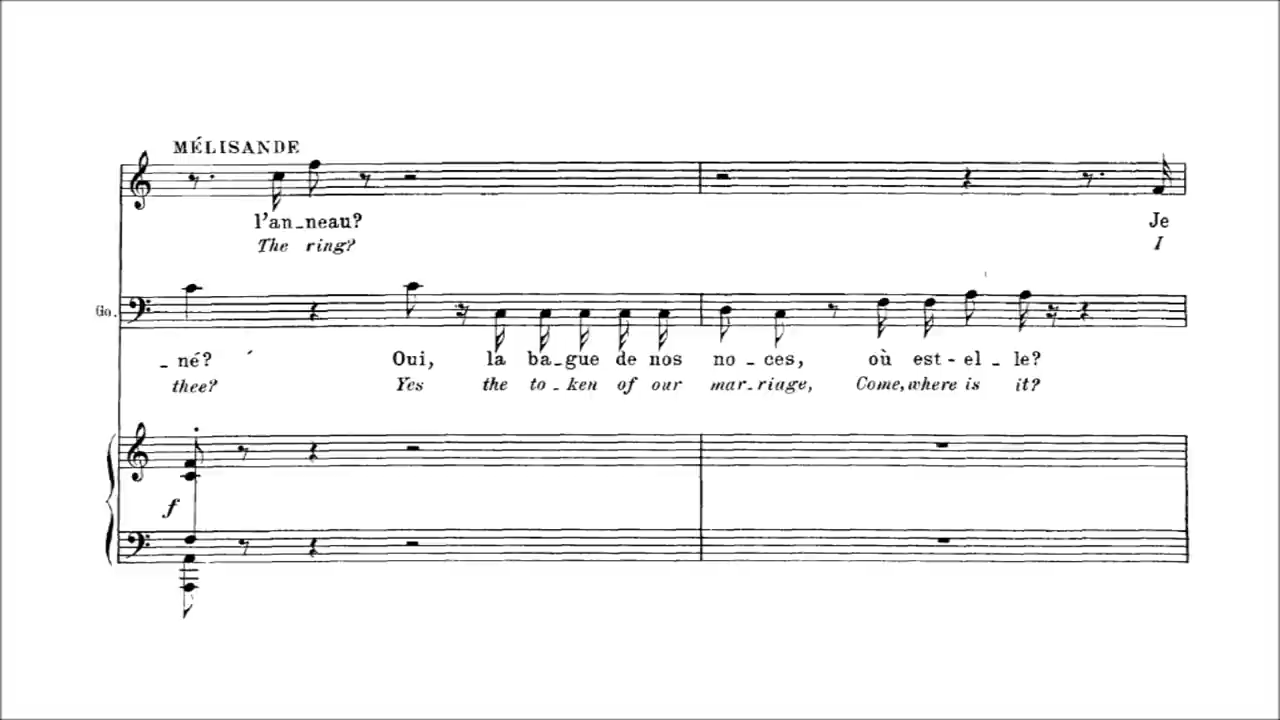 MÉLISANDE
l'an_neau? Je
The ring? I
Go.
_ né? Oui, la ba_gue de nos no_ces, où est-el_le?
thee? Yes the to_ken of our mar_riage, Come, where is it?
f